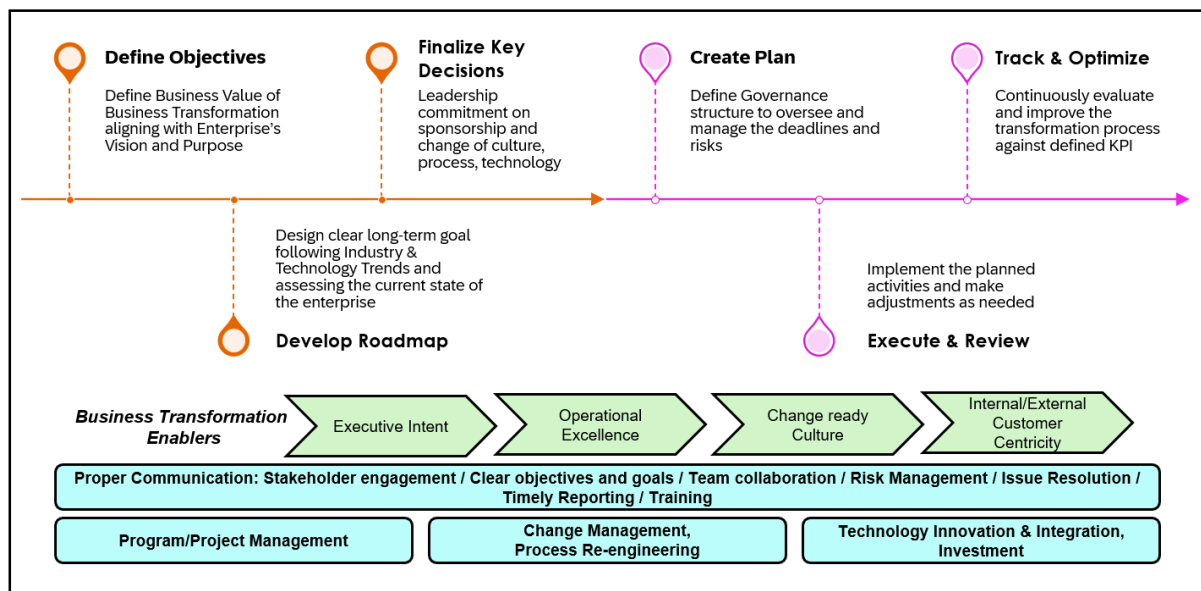 Define Objectives
Define Business Value of
Business Transformation
aligning with Enterprise's
Vision and Purpose
Design clear long-term goal
following Industry &
Technology Trends and
assessing the current state of
the enterprise
Develop Roadmap
Finalize Key
Decisions
Leadership
commitment on
sponsorship and
change of culture,
process, technology
Create Plan
Define Governance
structure to oversee and
manage the deadlines and
risks
Implement the planned
activities and make
adjustments as needed
Execute & Review
Track & Optimize
Continuously evaluate
and improve the
transformation process
against defined KPI
Business Transformation
Enablers
Executive Intent
Operational
Excellence
Change ready
Culture
Internal/External
Customer
Centricity
Proper Communication: Stakeholder engagement / Clear objectives and goals / Team collaboration / Risk Management / Issue Resolution /
Timely Reporting / Training
Program/Project Management
Change Management,
Process Re-engineering
Technology Innovation & Integration,
Investment